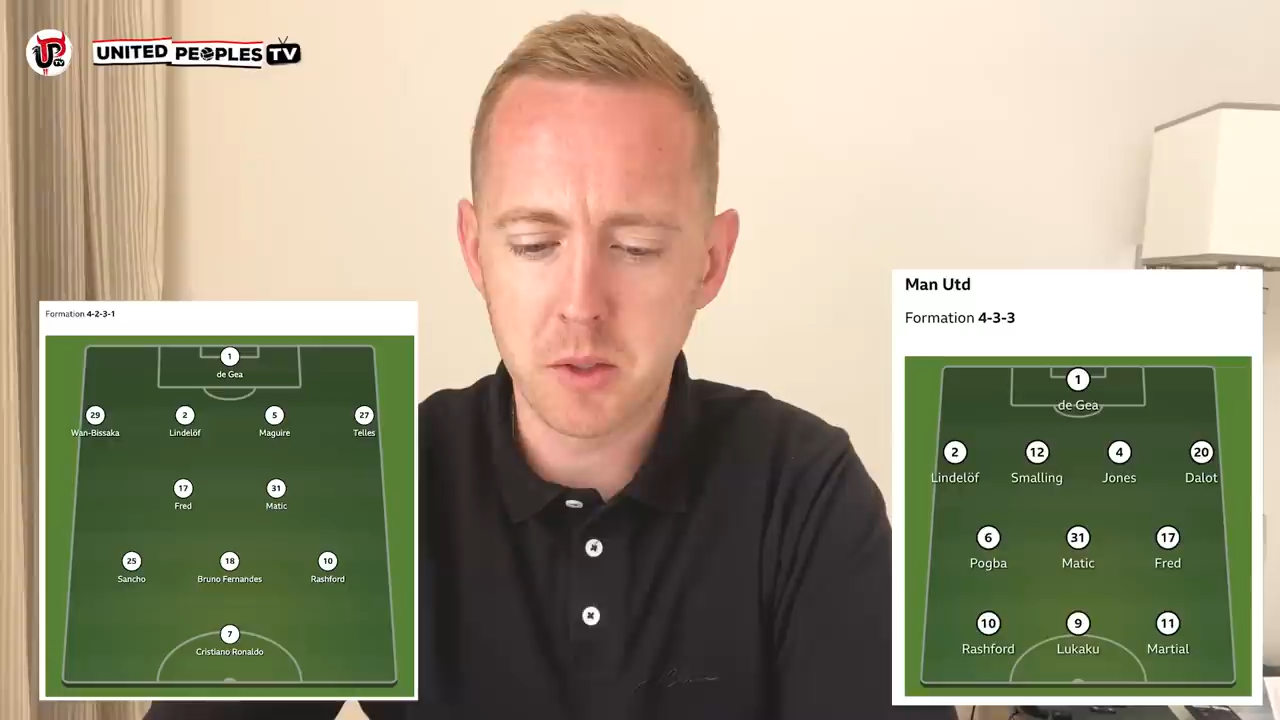 UP TV
UNITED PEOPLES TV
Formation 4-2-3-1
1
de Gea
29 2 5 27
Wan-Bissaka Lindelöf Maguire Telles
17 31
Fred Matic
25 18 10
Sancho Bruno Fernandes Rashford
7
Cristiano Ronaldo
Man Utd
Formation 4-3-3
1
de Gea
2 12 4 20
Lindelöf Smalling Jones Dalot
6 31 17
Pogba Matic Fred
10 9 11
Rashford Lukaku Martial